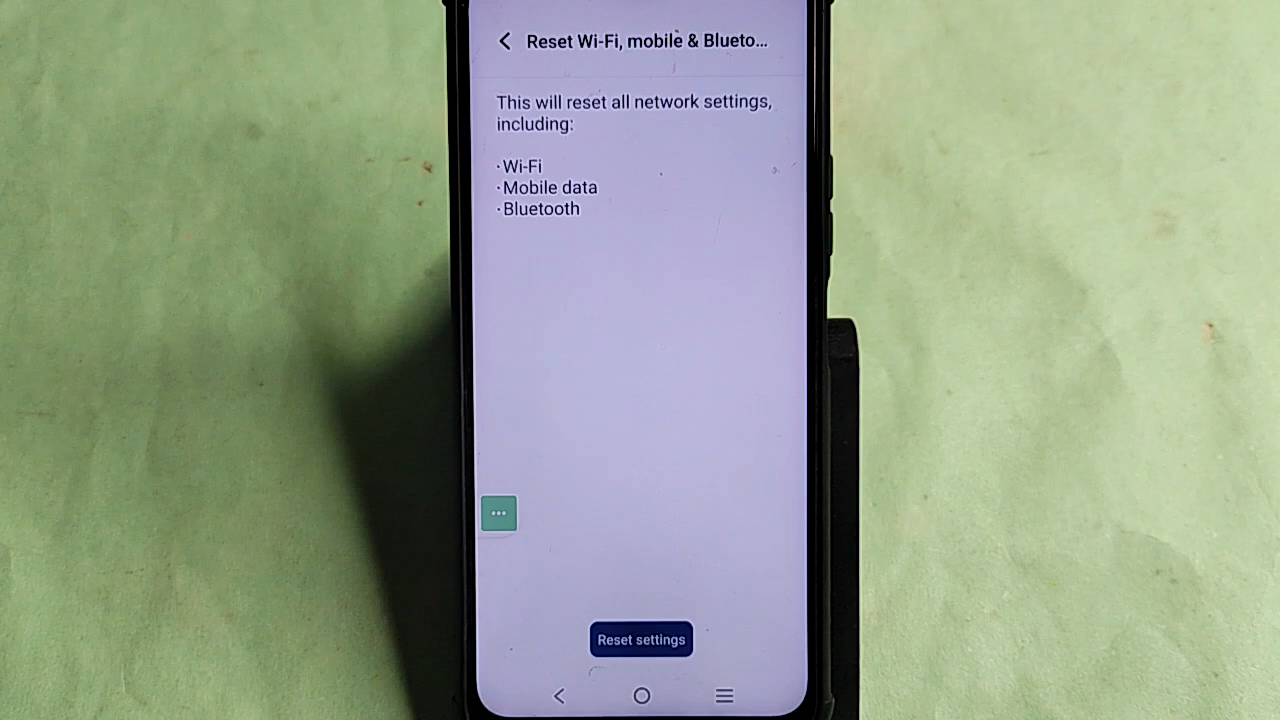 Reset Wi-Fi, mobile & Blueto...
This will reset all network settings,
including:
·Wi-Fi
·Mobile data
·Bluetooth
Reset settings